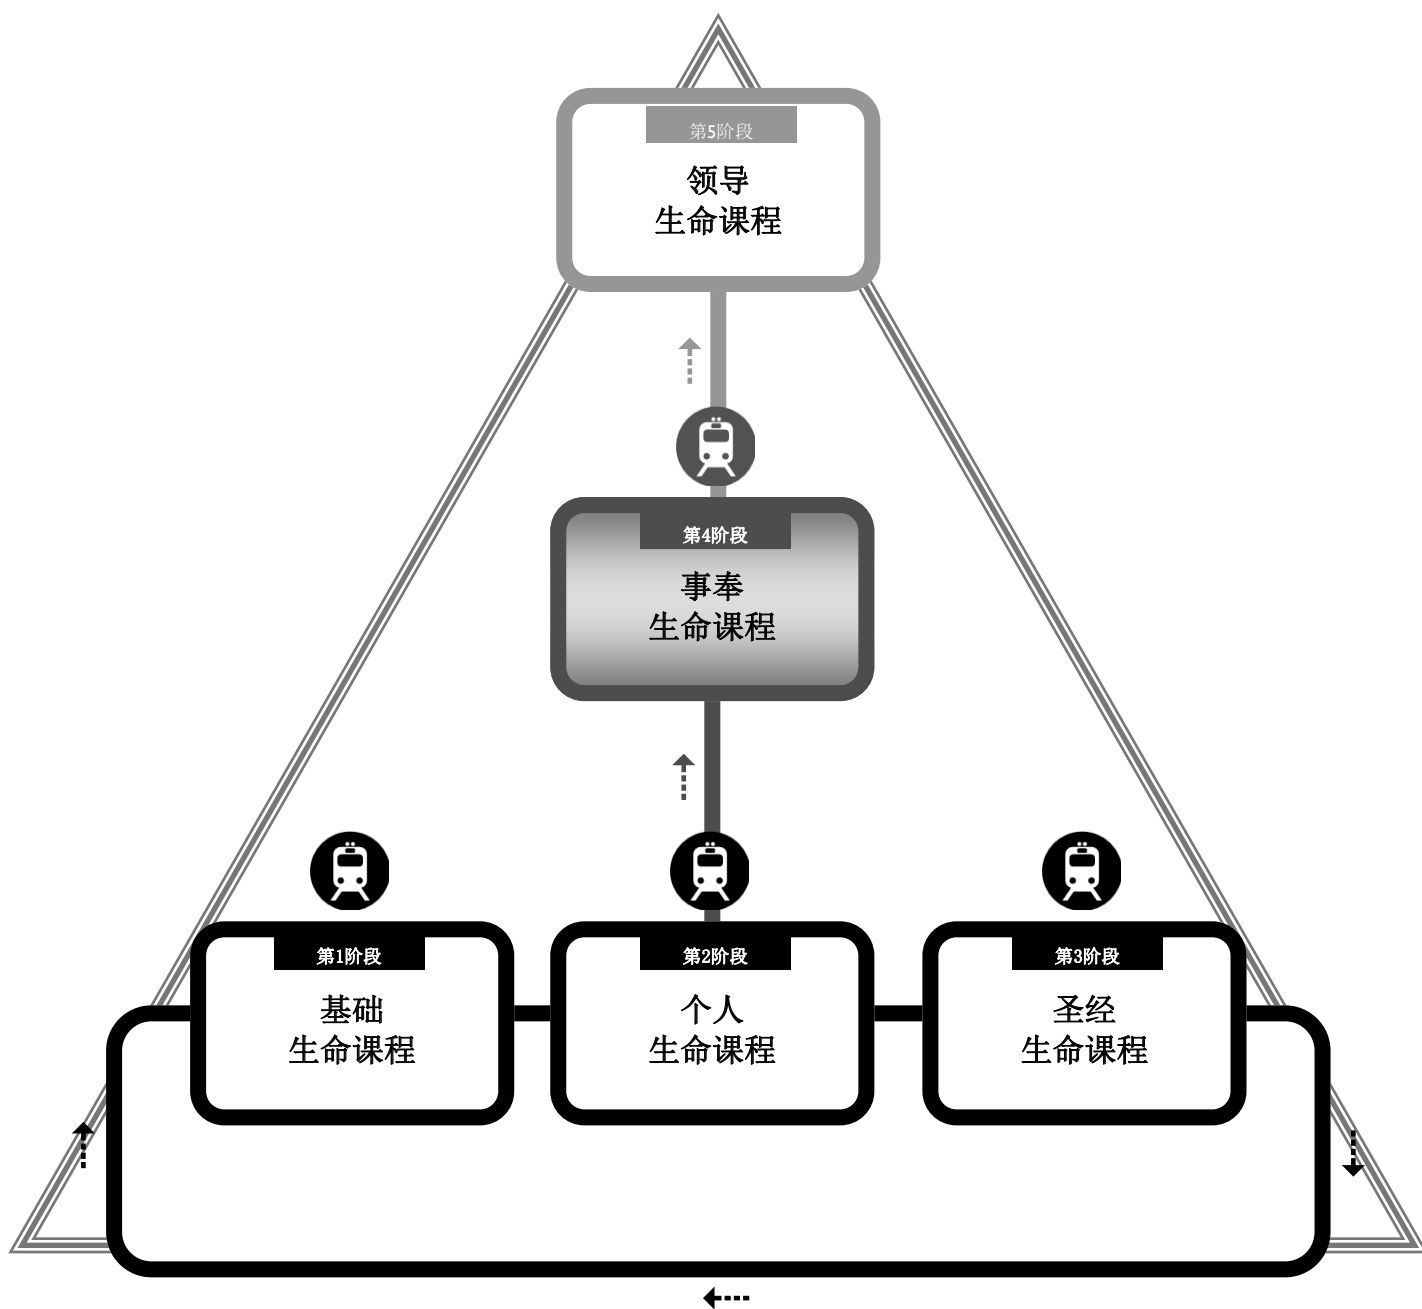 第5阶段
领导
生命课程
第4阶段
事奉
生命课程
第1阶段
基础
生命课程
第2阶段
个人
生命课程
第3阶段
圣经
生命课程